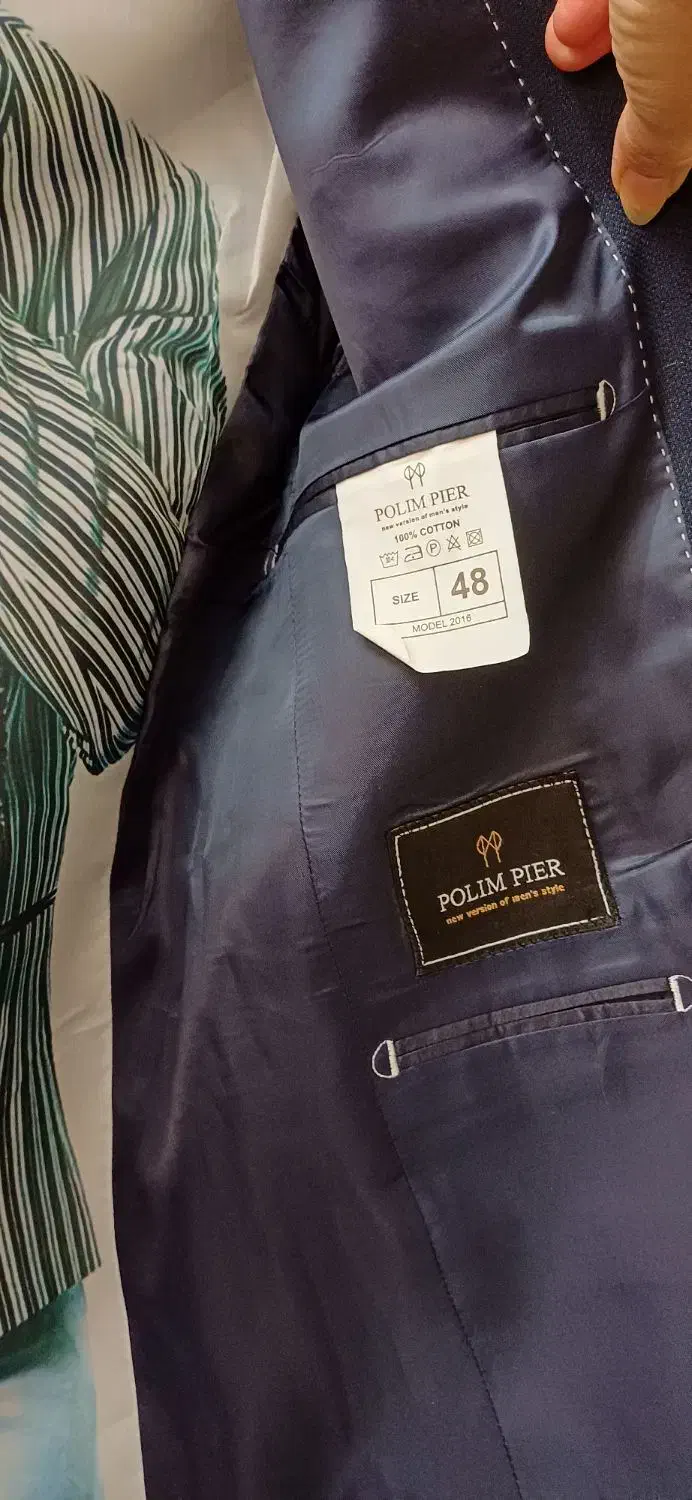 POLIM PIER
new version of men's style
100% COTTON
P
SIZE 48
MODEL 2016
POLIM PIER
new version of men's style